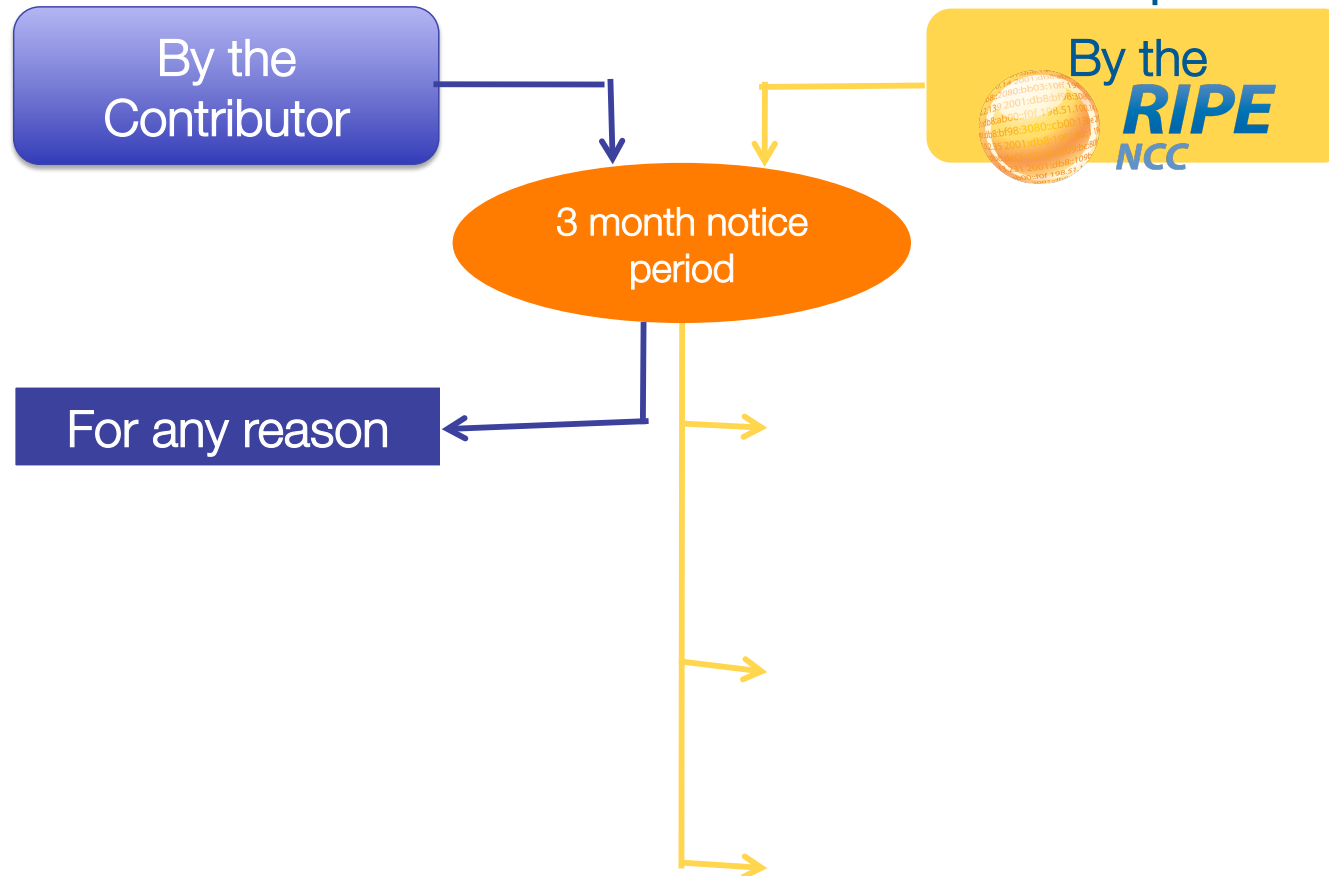 By the
Contributor
By the
RIPE
NCC
3 month notice
period
For any reason